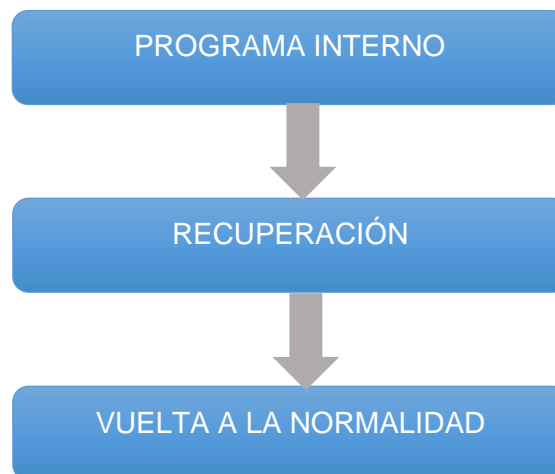 PROGRAMA INTERNO
RECUPERACIÓN
VUELTA A LA NORMALIDAD